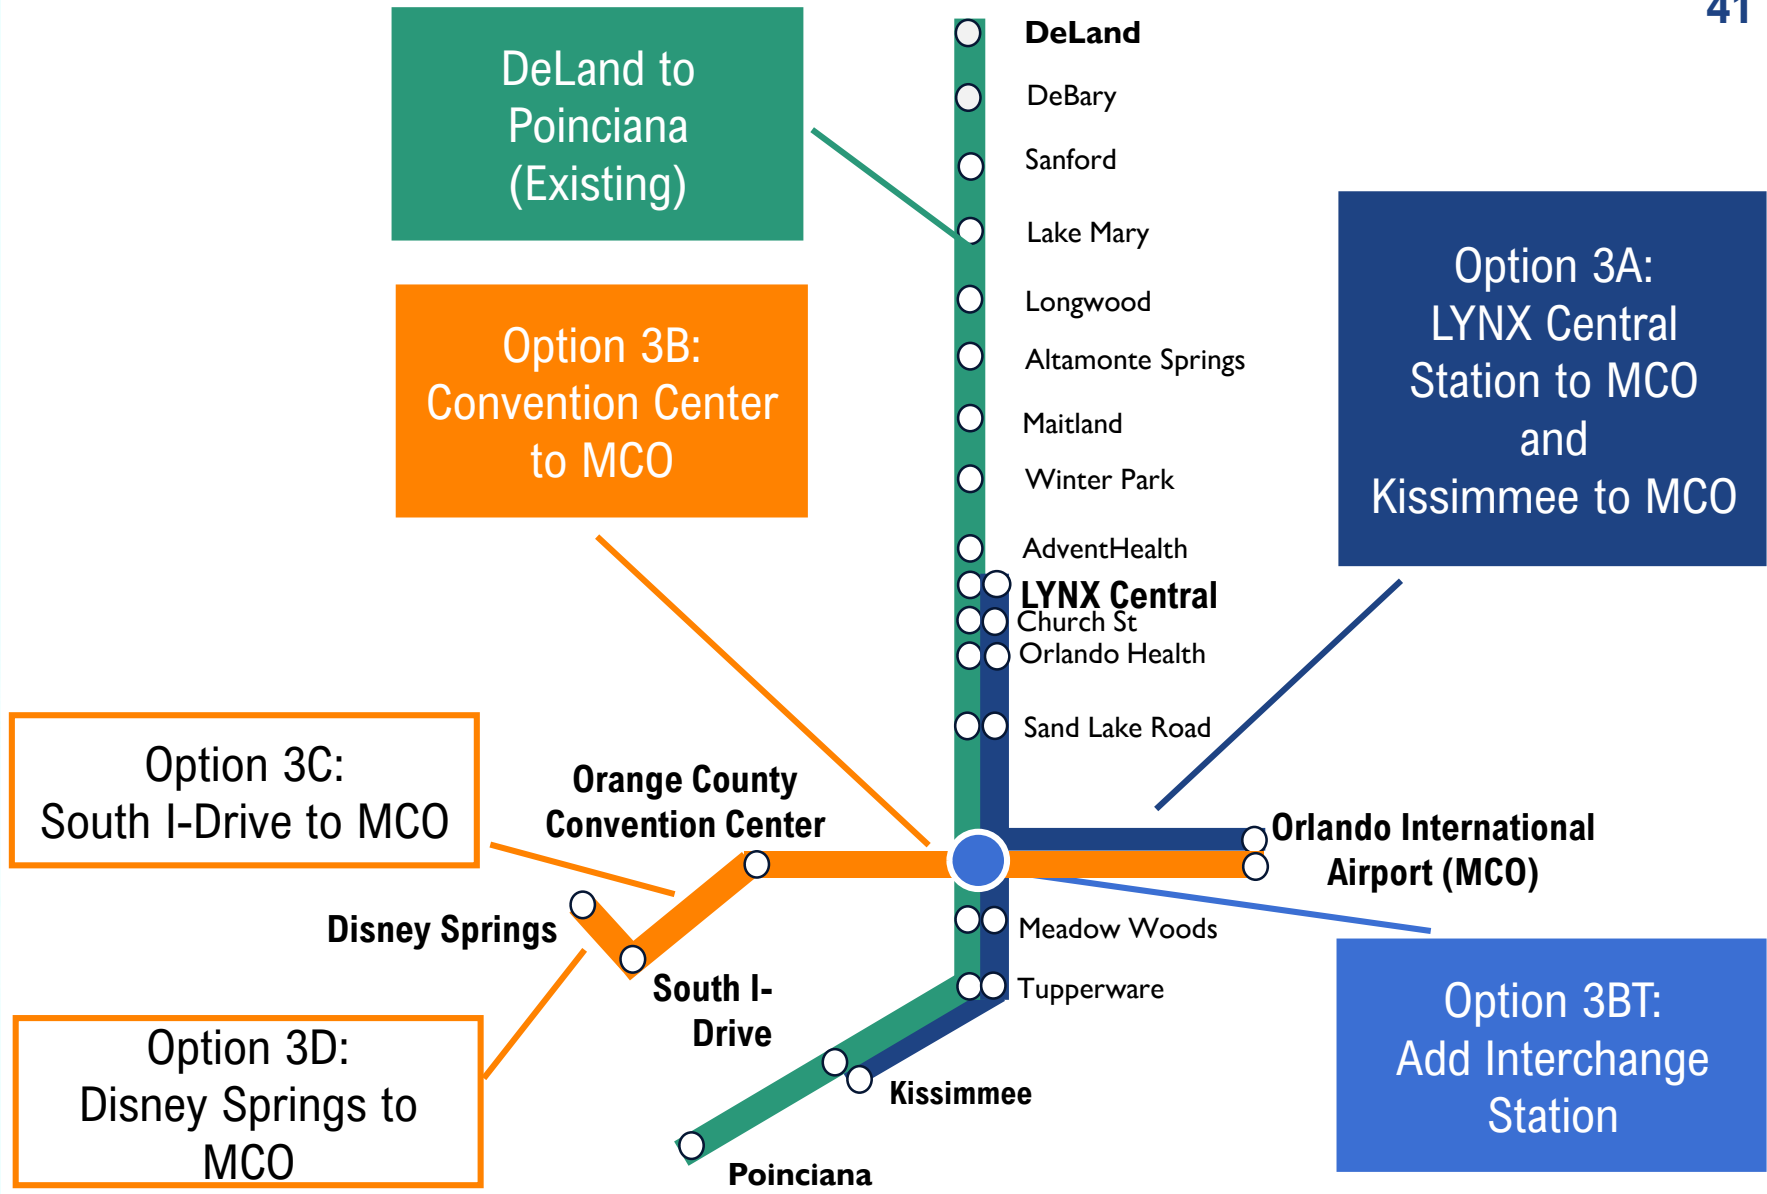 41
DeLand to
Poinciana
(Existing)
DeLand
DeBary
Sanford
Lake Mary
Longwood
Altamonte Springs
Maitland
Winter Park
AdventHealth
LYNX Central
Church St
Orlando Health
Sand Lake Road
Option 3A:
LYNX Central
Station to MCO
and
Kissimmee to MCO
Option 3B:
Convention Center
to MCO
Option 3C:
South I-Drive to MCO
Orange County
Convention Center
Orlando International
Airport (MCO)
Disney Springs
South I-
Drive
Meadow Woods
Tupperware
Kissimmee
Poinciana
Option 3D:
Disney Springs to
MCO
Option 3BT:
Add Interchange
Station